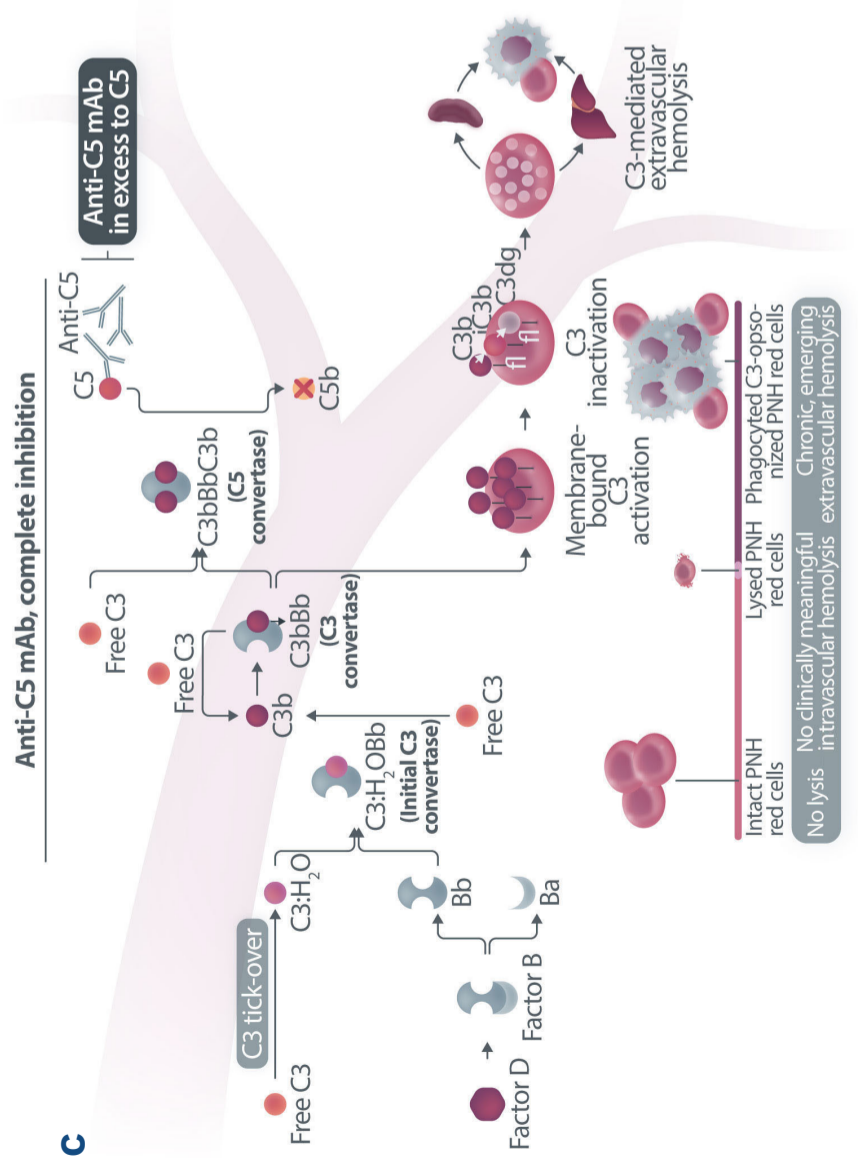 C
Anti-C5 mAb, complete inhibition
Anti-C5 mAb
in excess to C5
C5
Anti-C5
C5b
Free C3
C3bBbC3b
(C5
convertase)
Free C3
C3 tick-over
Free C3
C3:H₂O
C3b
C3bBb
(C3
convertase)
C3:H₂OBb
(Initial C3
convertase)
Free C3
Factor D
Factor B
Bb
Ba
Membrane-
bound
C3
activation
C3b
iC3b
C3dg
fl
fl
C3
inactivation
C3-mediated
extravascular
hemolysis
Intact PNH
red cells
Lysed PNH
red cells
Phagocyted C3-opso-
nized PNH red cells
No lysis
No clinically meaningful
intravascular hemolysis
Chronic, emerging
extravascular hemolysis